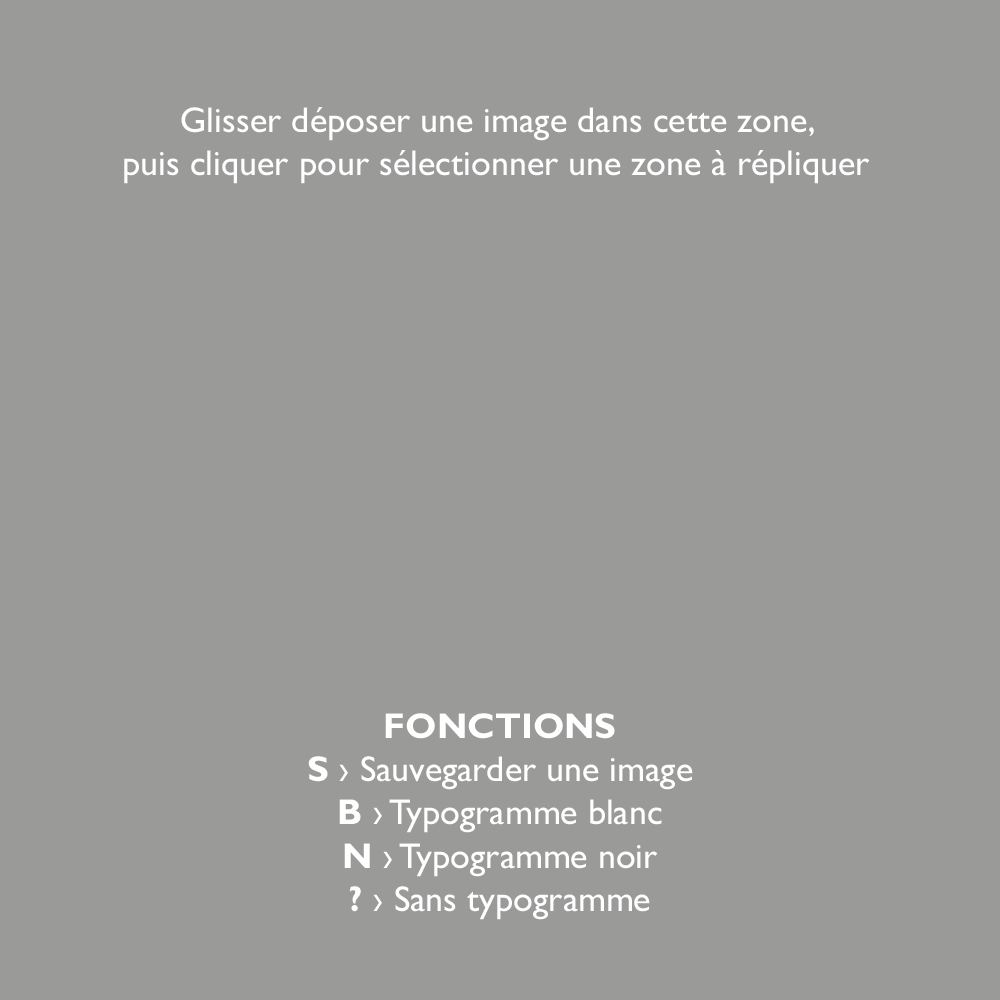 Glisser déposer une image dans cette zone,
puis cliquer pour sélectionner une zone à répliquer
FONCTIONS
S › Sauvegarder une image
B › Typogramme blanc
N › Typogramme noir
? › Sans typogramme